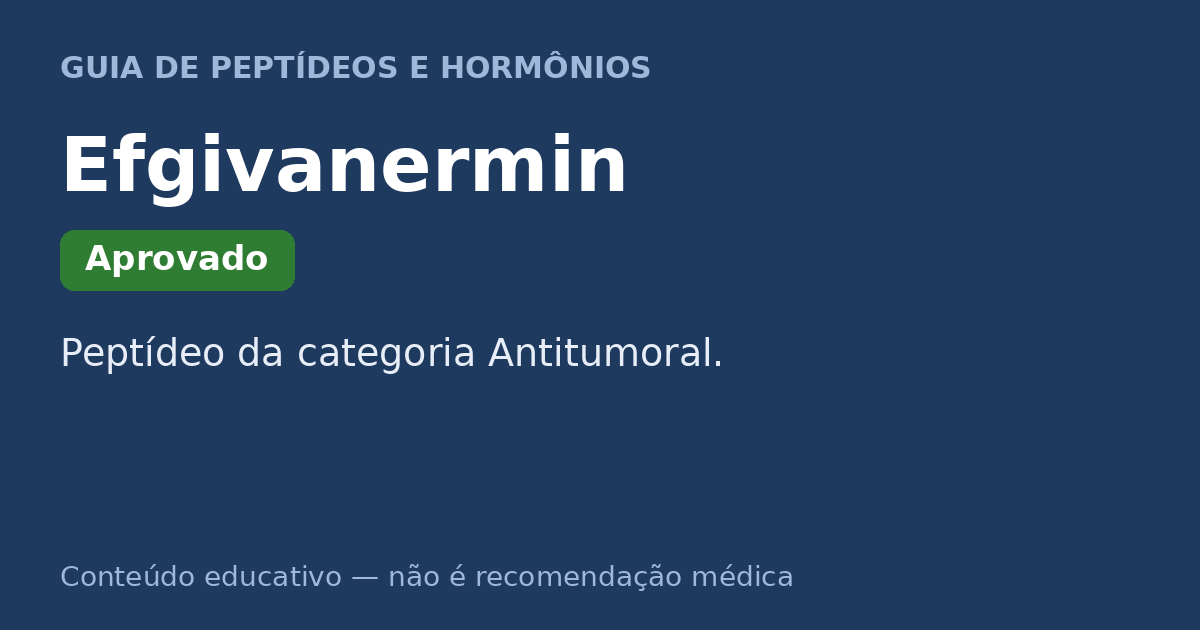 GUIA DE PEPTÍDEOS E HORMÔNIOS
Efgivanermin
Aprovado
Peptídeo da categoria Antitumoral.
Conteúdo educativo — não é recomendação médica